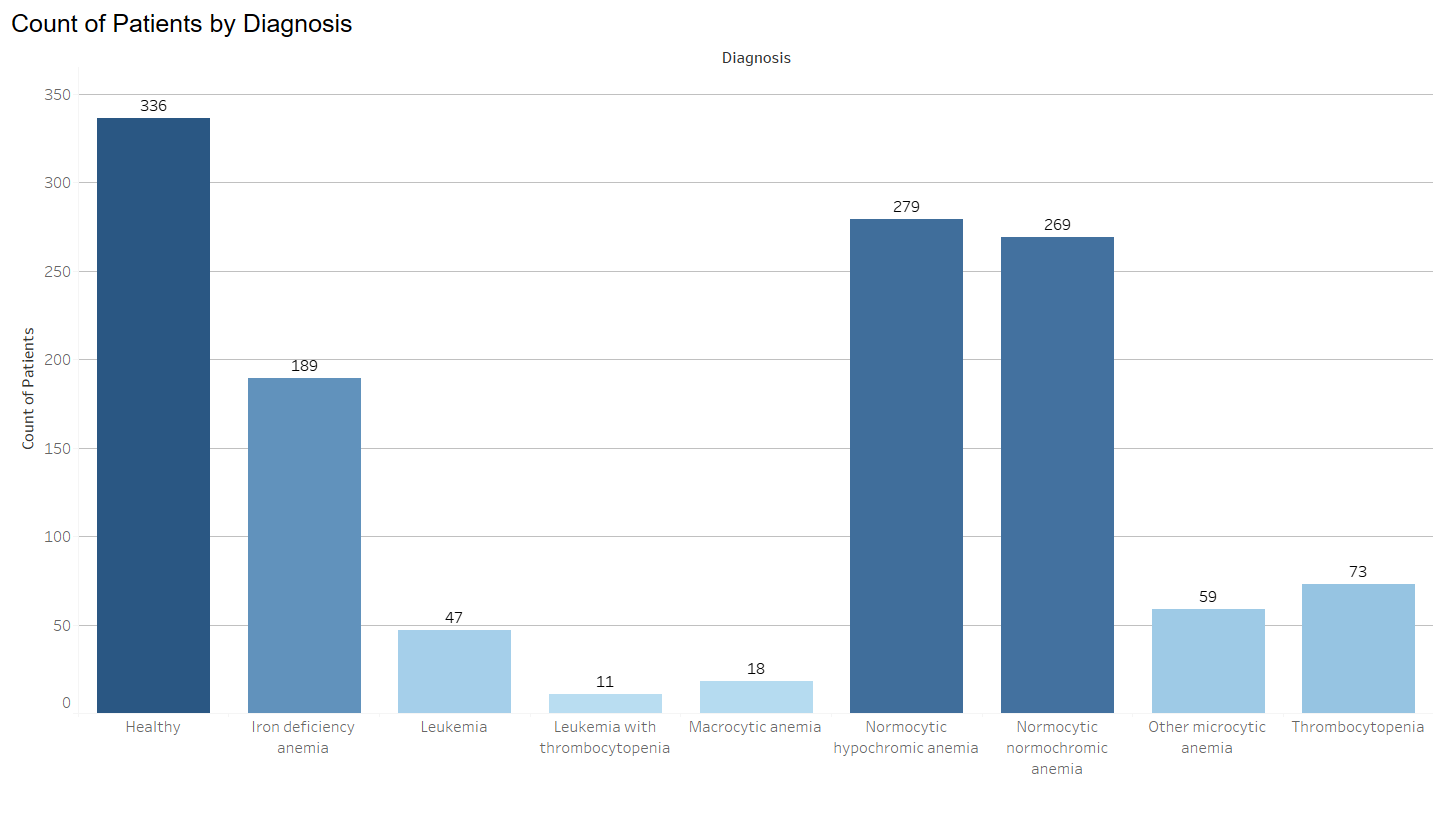 Count of Patients by Diagnosis
Diagnosis
Count of Patients
350
300
250
200
150
100
50
0
336
189
47
11
18
279
269
59
73
Healthy
Iron deficiency
anemia
Leukemia
Leukemia with
thrombocytopenia
Macrocytic anemia
Normocytic
hypochromic anemia
Normocytic
normochromic
anemia
Other microcytic
anemia
Thrombocytopenia